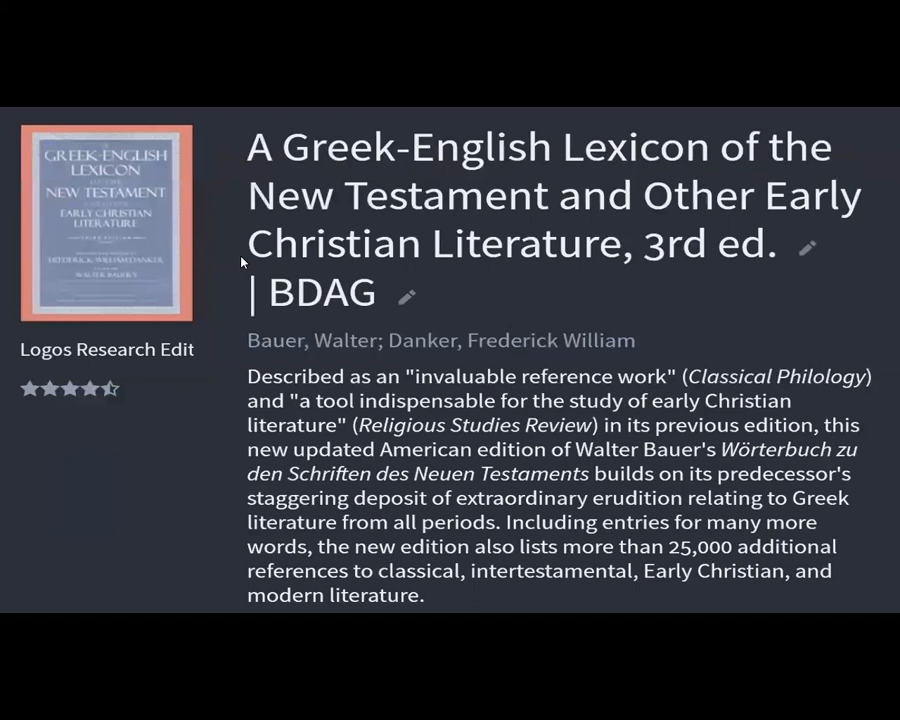 GREEK-ENGLISH
LEXICON
OF THE
NEW TESTAMENT
AND OTHER
EARLY CHRISTIAN
LITERATURE
THIRD EDITION
FREDERICK WILLIAM DANKER
WALTER BAUER'S
Logos Research Edit
A Greek-English Lexicon of the
New Testament and Other Early
Christian Literature, 3rd ed.
| BDAG
Bauer, Walter; Danker, Frederick William
Described as an "invaluable reference work" (Classical Philology)
and "a tool indispensable for the study of early Christian
literature" (Religious Studies Review) in its previous edition, this
new updated American edition of Walter Bauer's Wörterbuch zu
den Schriften des Neuen Testaments builds on its predecessor's
staggering deposit of extraordinary erudition relating to Greek
literature from all periods. Including entries for many more
words, the new edition also lists more than 25,000 additional
references to classical, intertestamental, Early Christian, and
modern literature.